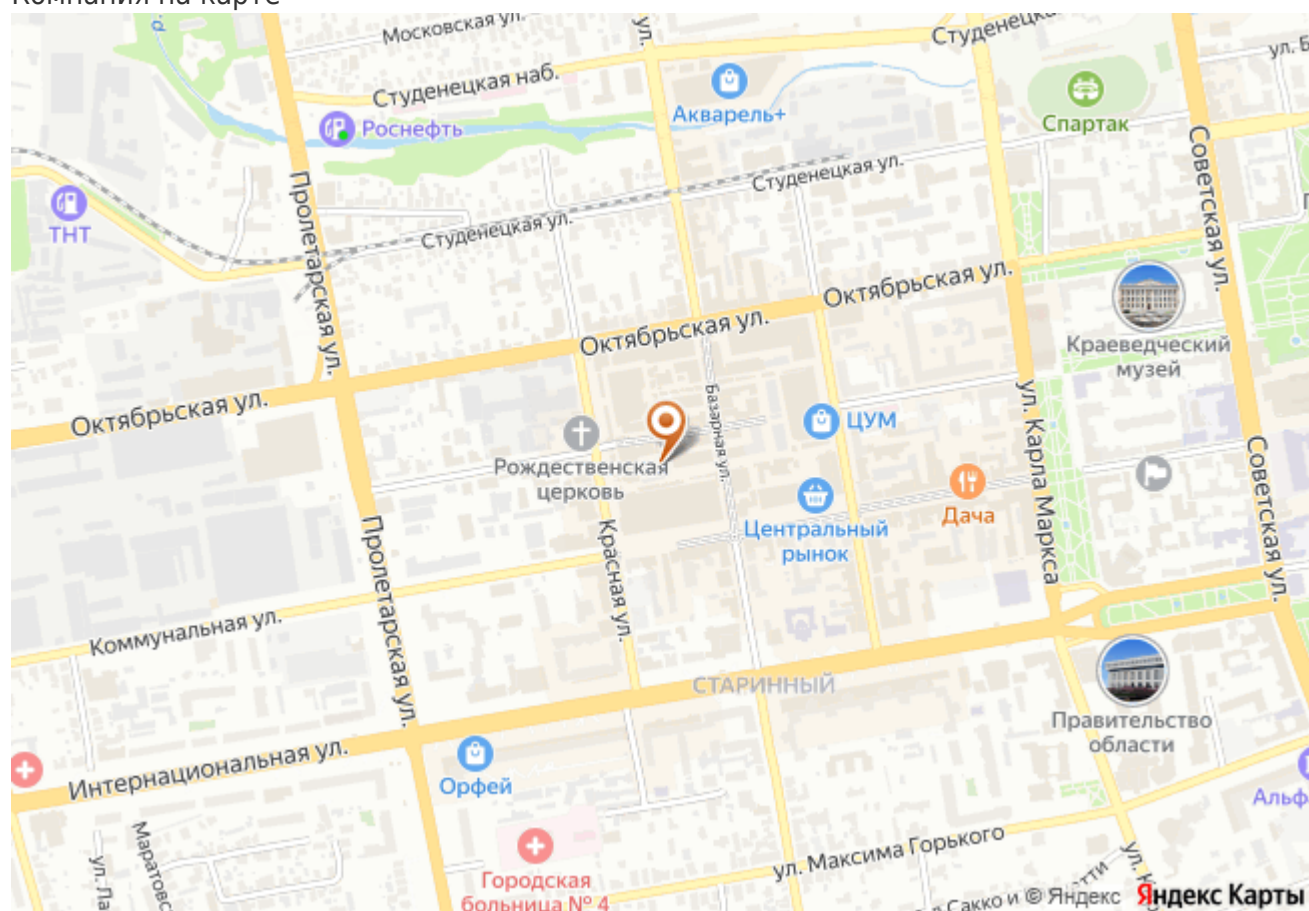 Компания на карте
Московская ул.
Студенецкая наб.
Роснефть
Акварель+
Спартак
Советская ул.
ТНТ
Пролетарская ул.
Студенецкая ул.
Студенецкая ул.
Октябрьская ул.
Октябрьская ул.
Октябрьская ул.
Краеведческий
музей
Базарная ул.
ЦУМ
ул. Карла Маркса
Рождественская
церковь
Дача
Центральный
рынок
Советская ул.
Красная ул.
Пролетарская ул.
Коммунальная ул.
СТАРИННЫЙ
Правительство
области
Интернациональная ул.
Орфей
ул. Максима Горького
Городская
больница № 4
© Яндекс Яндекс Карты